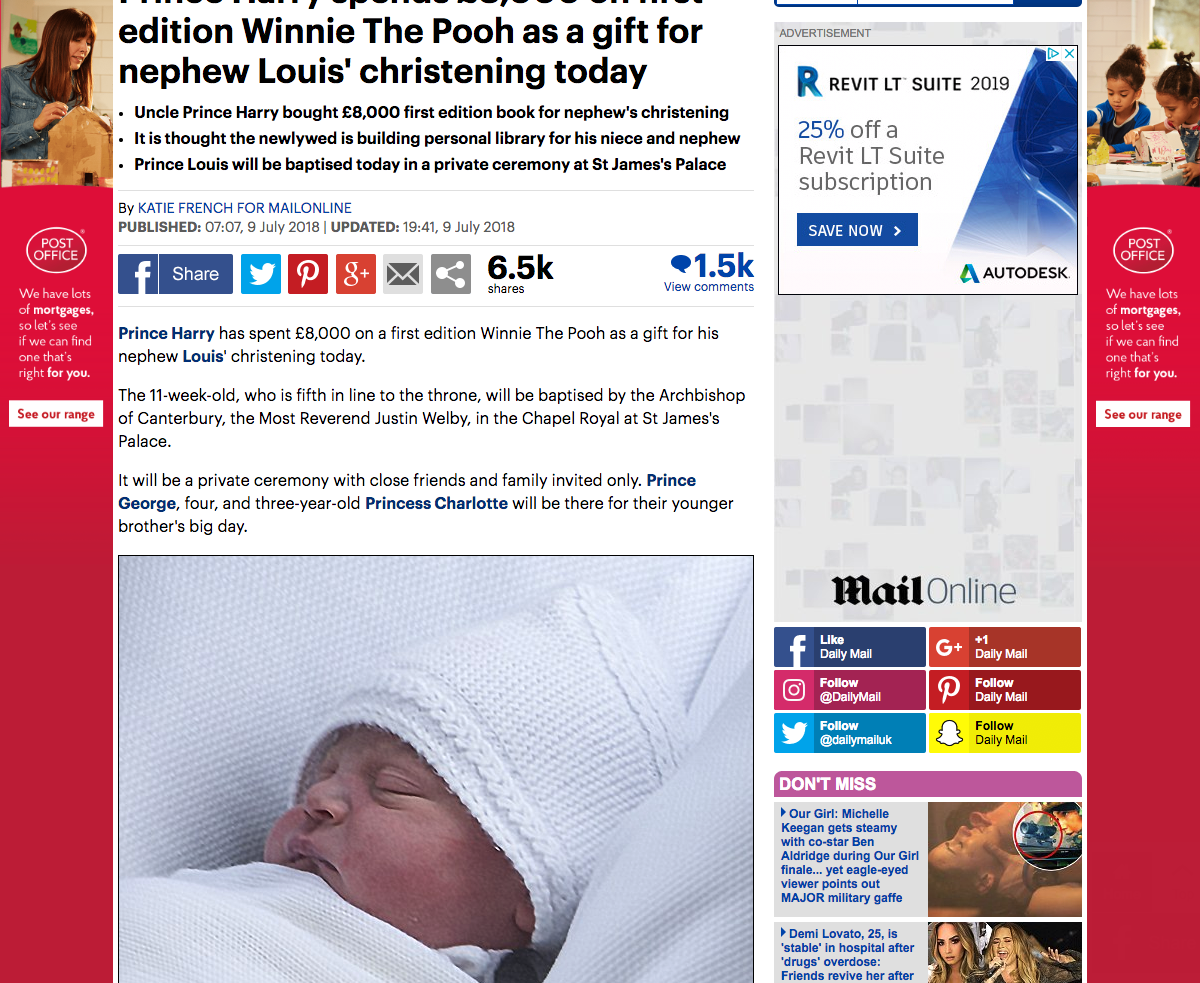 edition Winnie The Pooh as a gift for
nephew Louis' christening today
Uncle Prince Harry bought £8,000 first edition book for nephew's christening
It is thought the newlywed is building personal library for his niece and nephew
Prince Louis will be baptised today in a private ceremony at St James's Palace
By KATIE FRENCH FOR MAILONLINE
PUBLISHED: 07:07, 9 July 2018 | UPDATED: 19:41, 9 July 2018
Share
6.5k
shares
1.5k
View comments
Prince Harry has spent £8,000 on a first edition Winnie The Pooh as a gift for his
nephew Louis' christening today.
The 11-week-old, who is fifth in line to the throne, will be baptised by the Archbishop
of Canterbury, the Most Reverend Justin Welby, in the Chapel Royal at St James's
Palace.
It will be a private ceremony with close friends and family invited only. Prince
George, four, and three-year-old Princess Charlotte will be there for their younger
brother's big day.
POST
OFFICE
We have lots
of mortgages,
so let's see
if we can find
one that's
right for you.
See our range
ADVERTISEMENT
REVIT LT™ SUITE 2019
25% off a
Revit LT Suite
subscription
SAVE NOW >
AUTODESK.
Mail Online
Like
Daily Mail
G+
+1
Daily Mail
Follow
@DailyMail
Follow
Daily Mail
Follow
@dailymailuk
Follow
Daily Mail
DON'T MISS
Our Girl: Michelle
Keegan gets steamy
with co-star Ben
Aldridge during Our Girl
finale... yet eagle-eyed
viewer points out
MAJOR military gaffe
Demi Lovato, 25, is
'stable' in hospital after
'drugs' overdose:
Friends revive her after
POST
OFFICE
We have lots
of mortgages,
so let's see
if we can find
one that's
right for you.
See our range